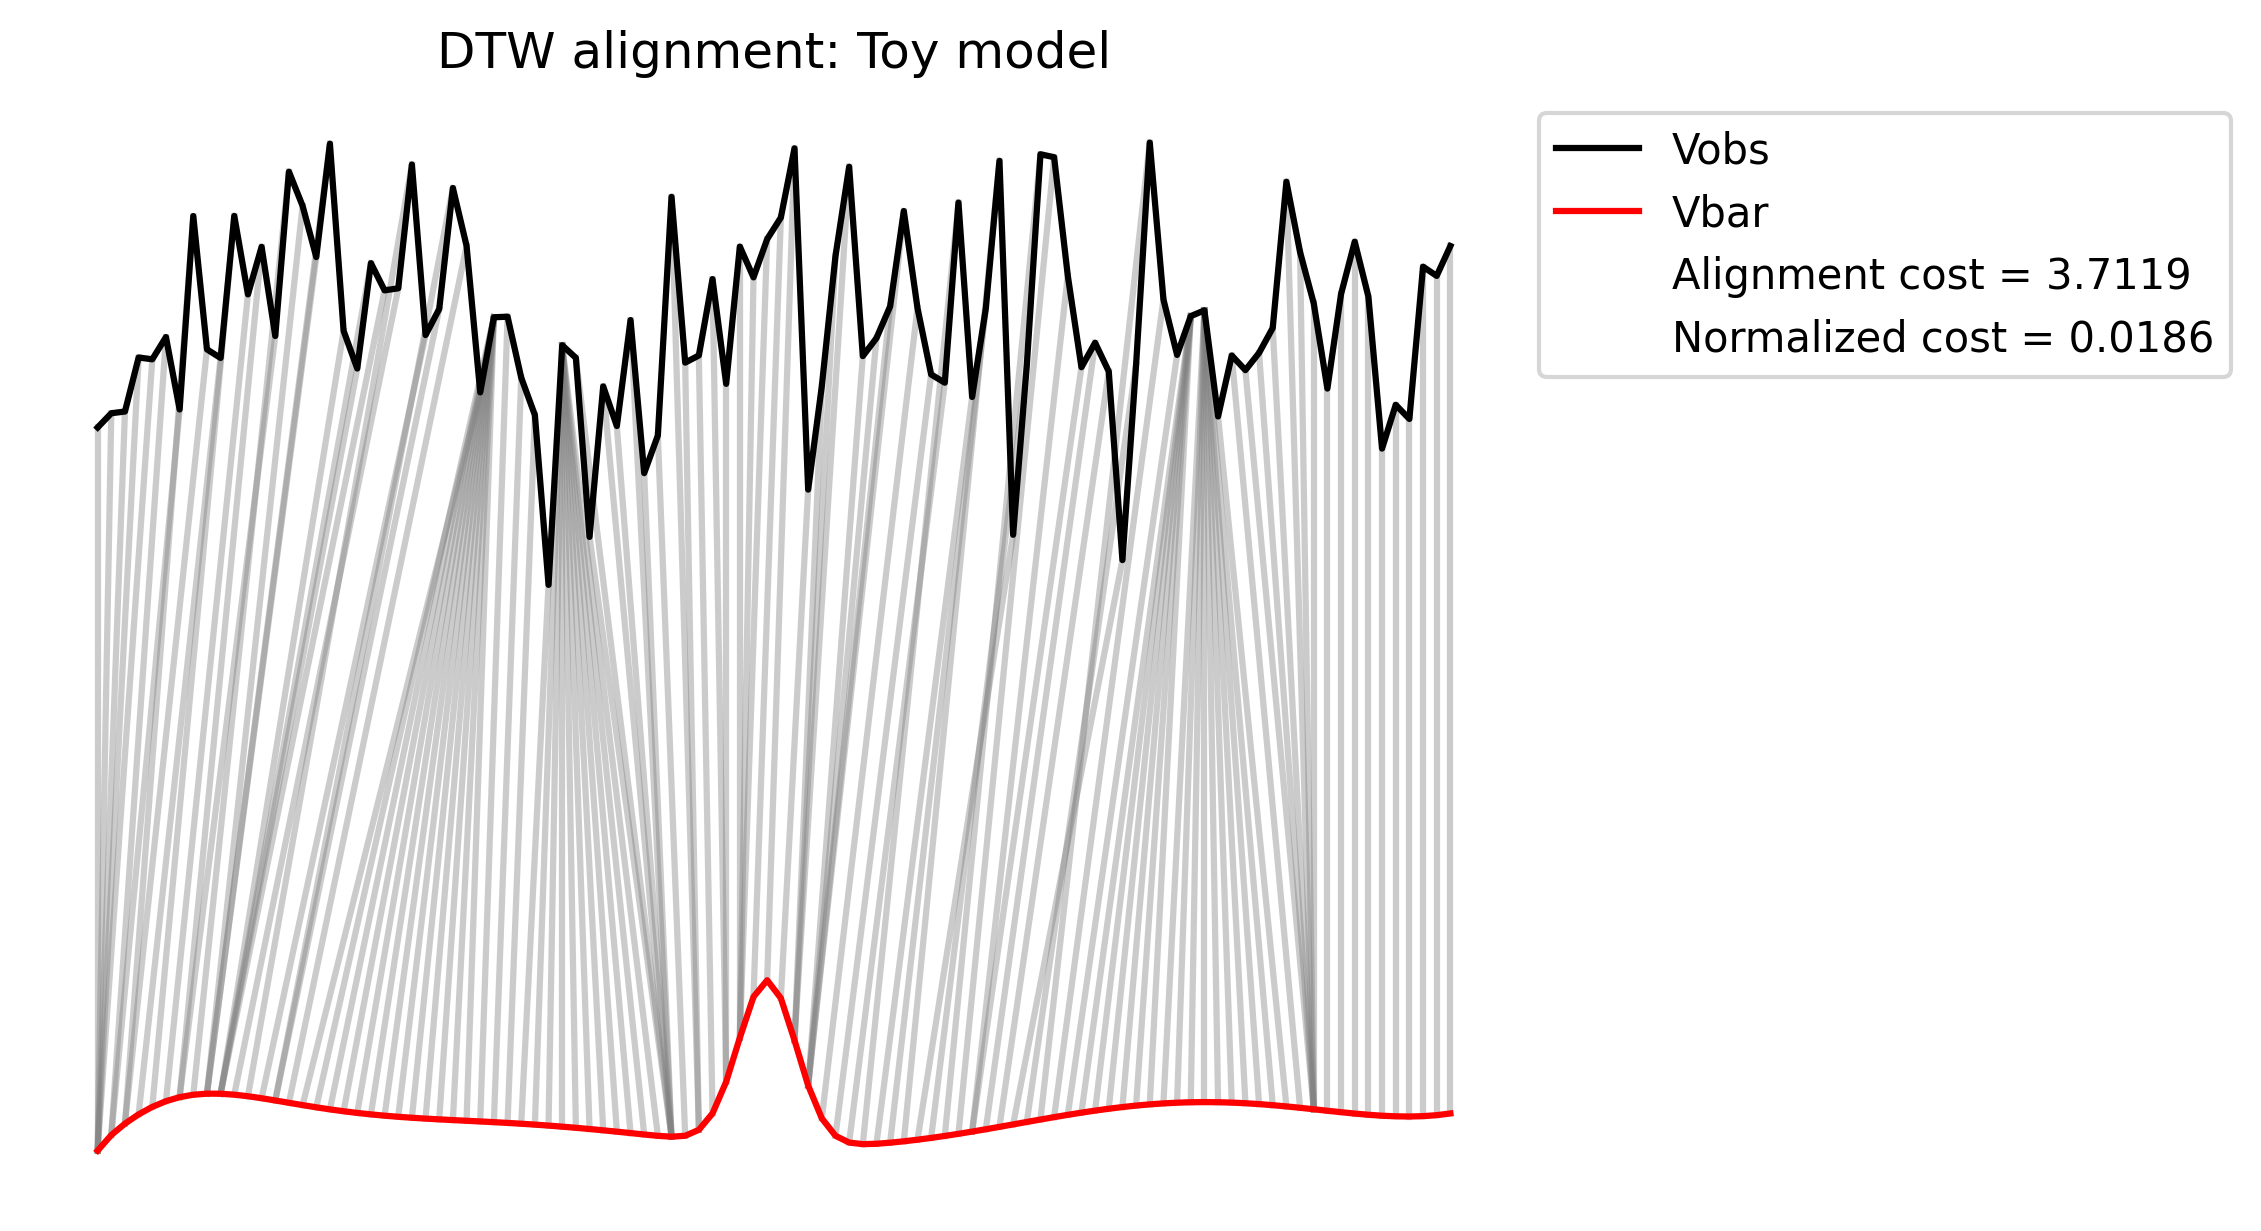 DTW alignment: Toy model
Vobs
Vbar
Alignment cost = 3.7119
Normalized cost = 0.0186